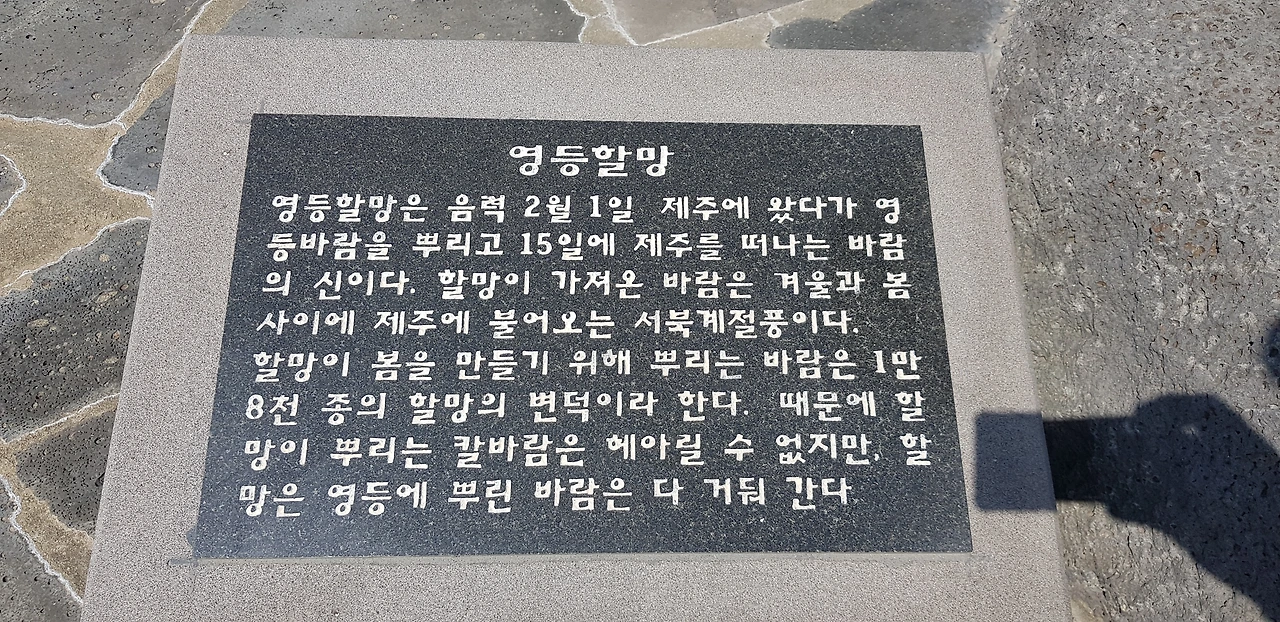 영등할망
영등할망은 음력 2월 1일 제주에 왔다가 영
등바람을 뿌리고 15일에 제주를 떠나는 바람
의 신이다. 할망이 가져온 바람은 겨울과 봄
사이에 제주에 불어오는 서북계절풍이다.
할망이 봄을 만들기 위해 뿌리는 바람은 1만
8천 종의 할망의 변덕이라 한다. 때문에 할
망이 뿌리는 칼바람은 헤아릴 수 없지만, 할
망은 영등에 뿌린 바람은 다 거둬 간다